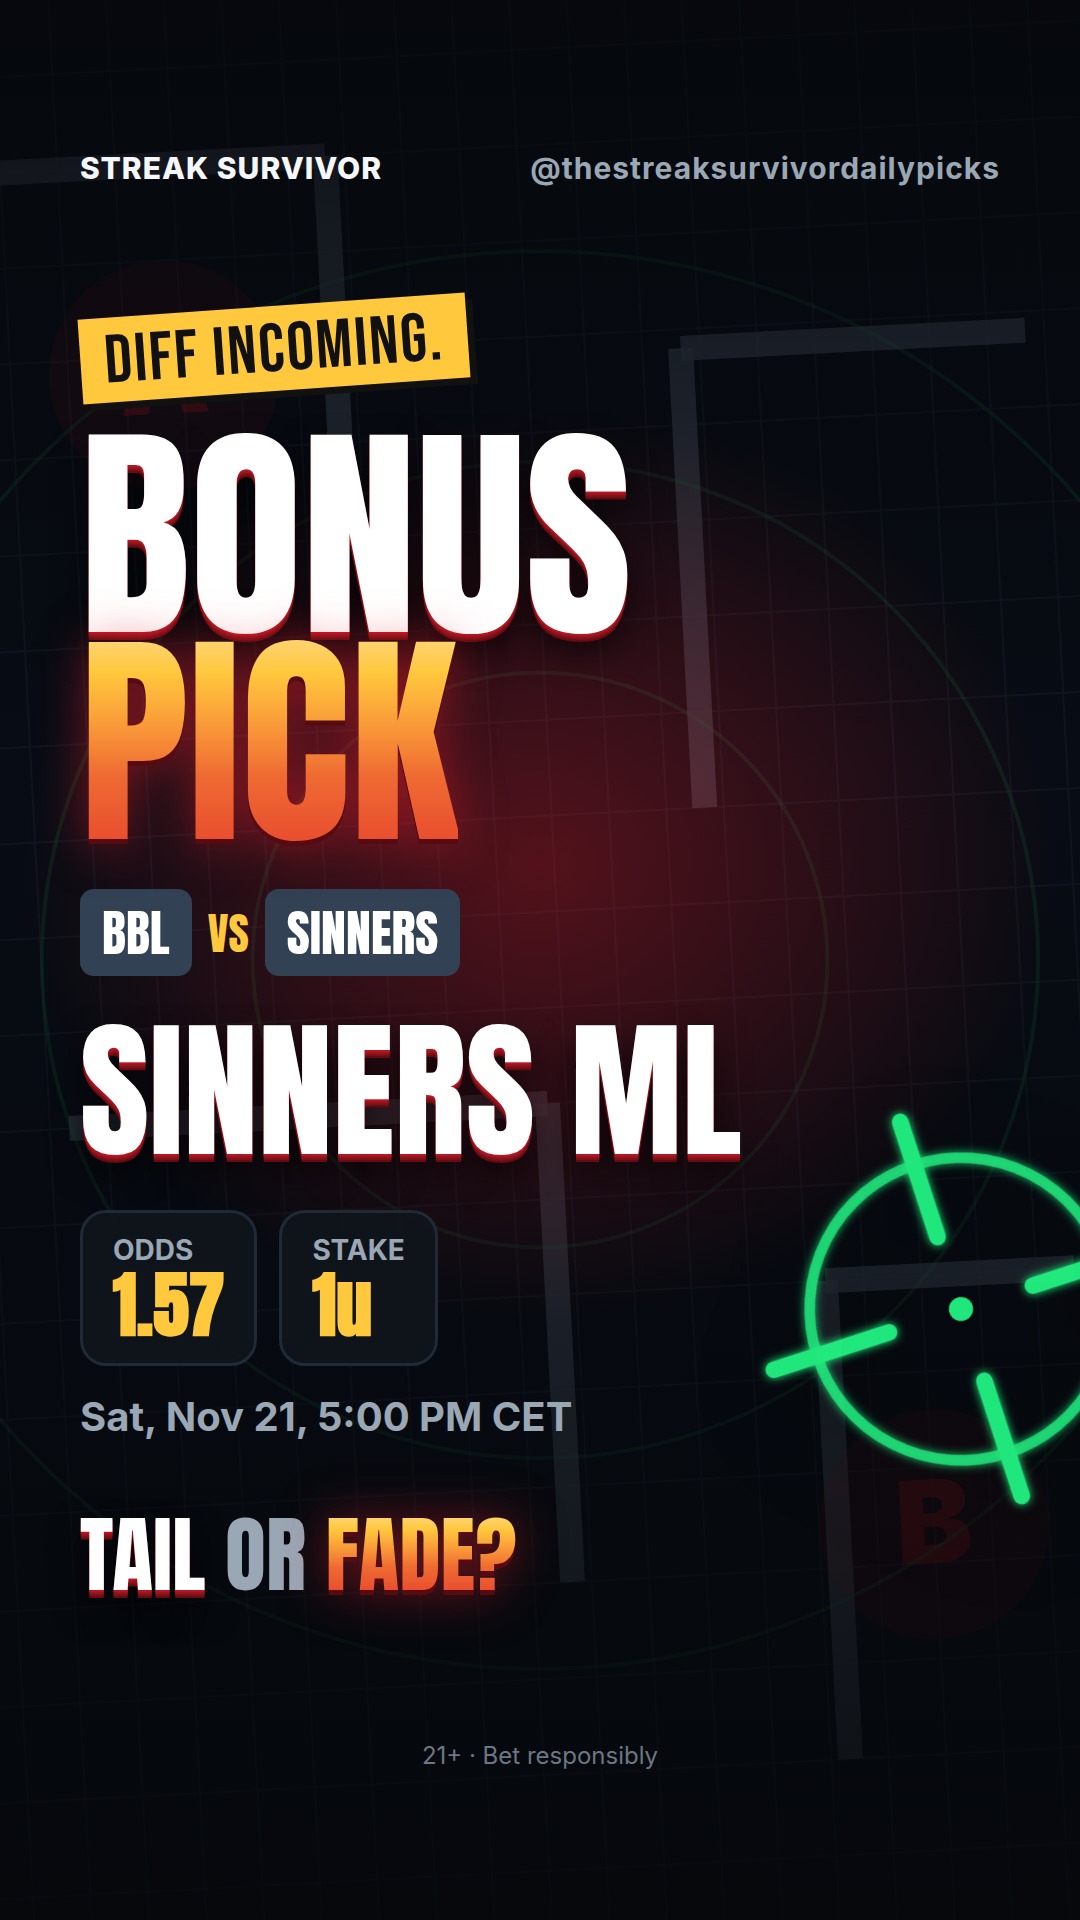 STREAK SURVIVOR @thestreaksurvivordailypicks
DIFF INCOMING.
BONUS
PICK
BBL VS SINNERS
SINNERS ML
ODDS STAKE
1.57 1u
Sat, Nov 21, 5:00 PM CET
TAIL OR FADE?
B
21+ · Bet responsibly